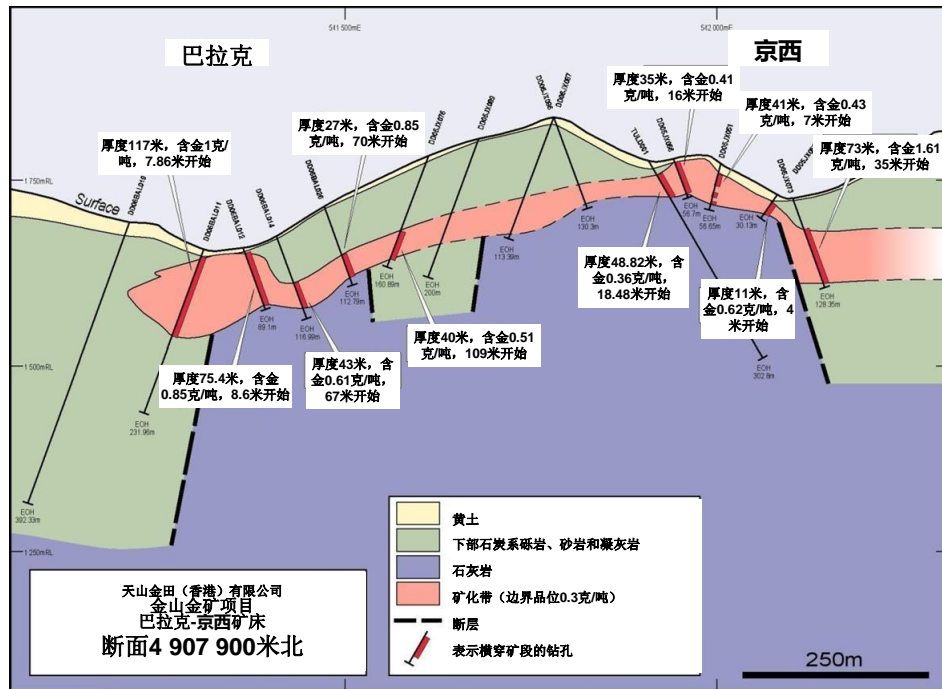 541 500mE
542 000mE
巴拉克
京西
厚度117米，含金1克/
吨，7.86米开始
厚度27米，含金0.85
克/吨，70米开始
厚度35米，含金0.41
克/吨，16米开始
厚度41米，含金0.43
克/吨，7米开始
厚度73米，含金1.61
克/吨，35米开始
1 750mRL
Surface
DD06BAL011
DD06BAL012
DD06BAL014
TULD001
DD05JX051
DD06JX073
EOH
89.1m
EOH
116.99m
EOH
112.79m
EOH
160.89m
EOH
200m
EOH
113.39m
EOH
130.3m
EOH
58.7m
EOH
58.65m
EOH
30.13m
EOH
128.35m
厚度48.82米，含
金0.36克/吨，
18.48米开始
厚度11米，含
金0.62克/吨，4
米开始
厚度40米，含金0.51
克/吨，109米开始
厚度75.4米，含金
0.85克/吨，8.6米开始
厚度43米，含
金0.61克/吨，
67米开始
1 500mRL
EOH
302.8m
EOH
231.96m
EOH
392.33m
1 250mRL
黄土
下部石炭系砾岩、砂岩和凝灰岩
石灰岩
矿化带（边界品位0.3克/吨）
断层
表示横穿矿段的钻孔
天山金田（香港）有限公司
金山金矿项目
巴拉克-京西矿床
断面4 907 900米北
250m